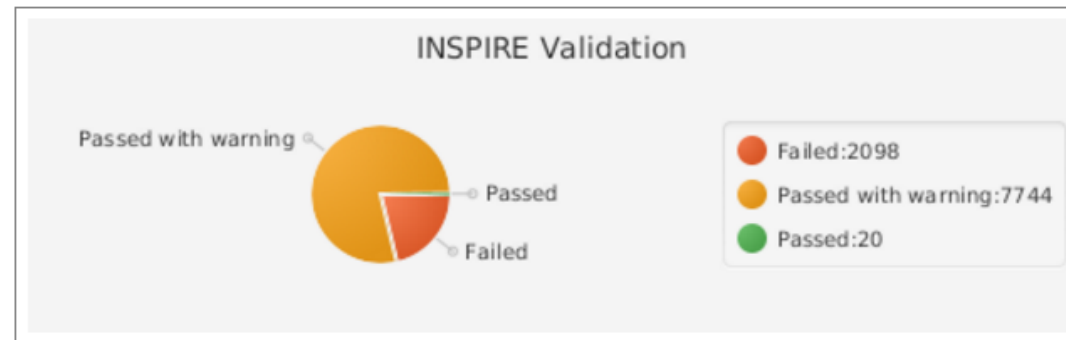 INSPIRE Validation
Passed with warning
Passed
Failed
Failed:2098
Passed with warning:7744
Passed:20